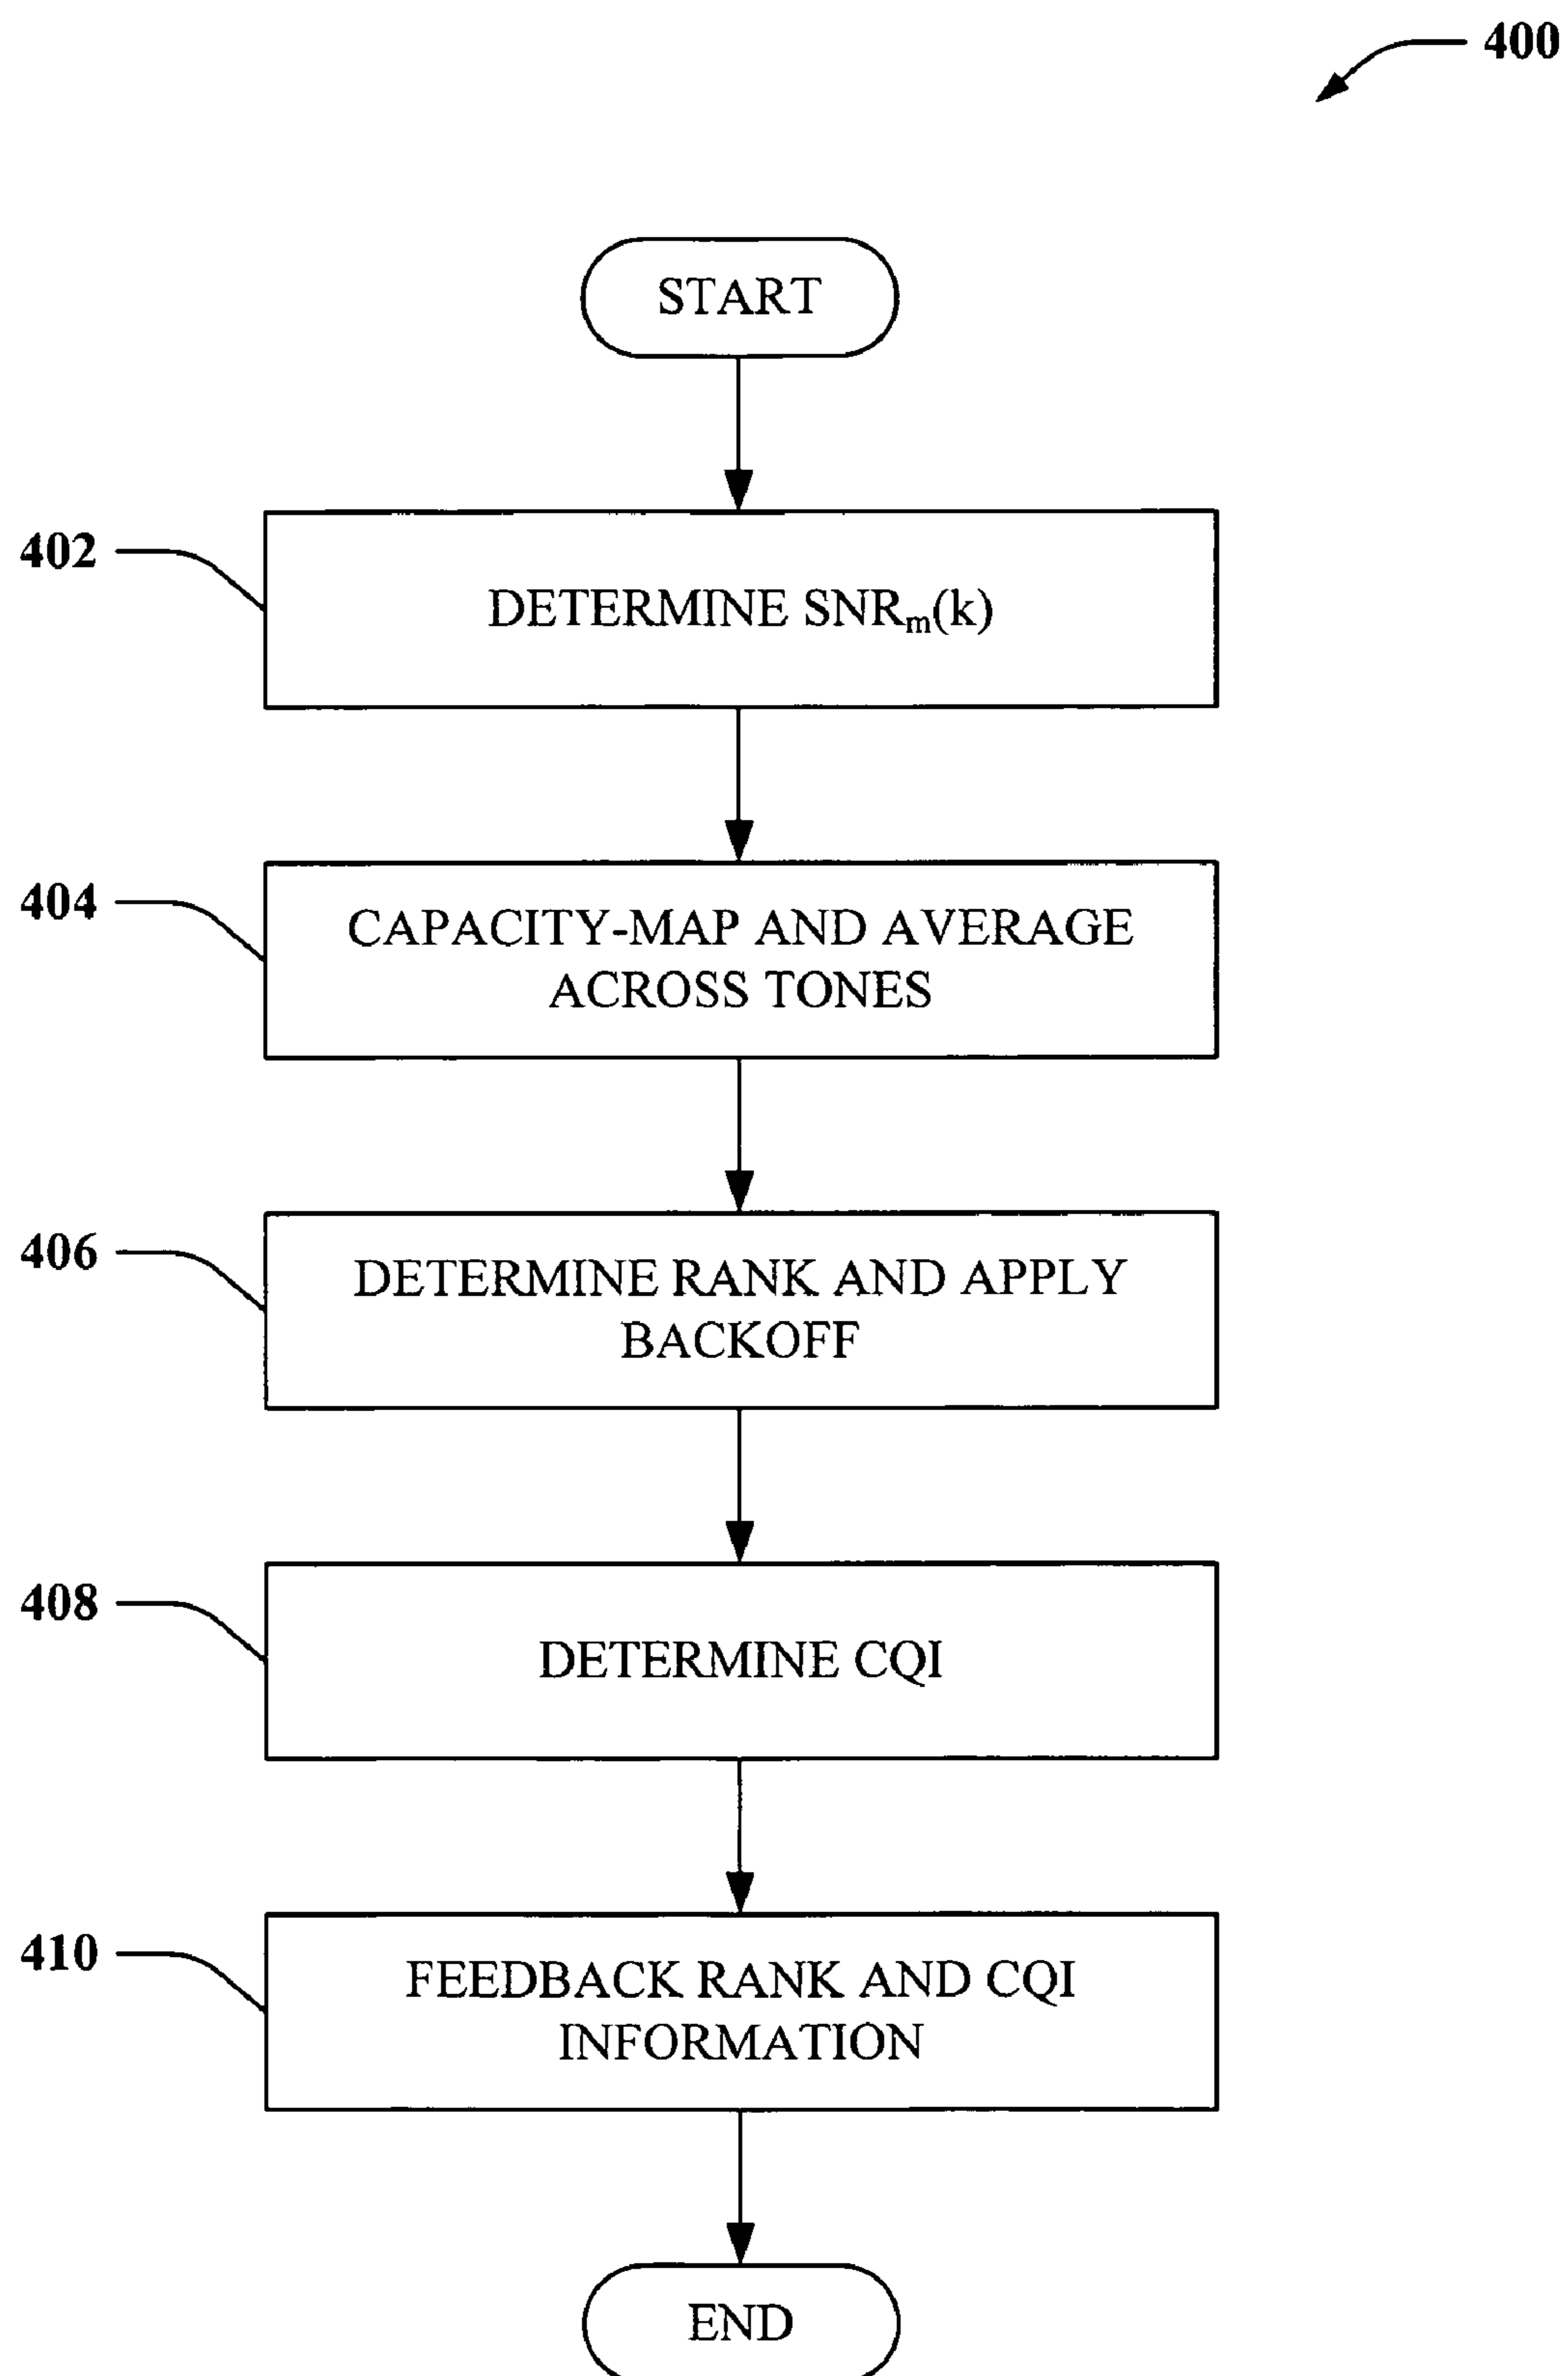 400
START
402
DETERMINE SNRm(k)
404
CAPACITY-MAP AND AVERAGE
ACROSS TONES
406
DETERMINE RANK AND APPLY
BACKOFF
408
DETERMINE CQI
410
FEEDBACK RANK AND CQI
INFORMATION
END